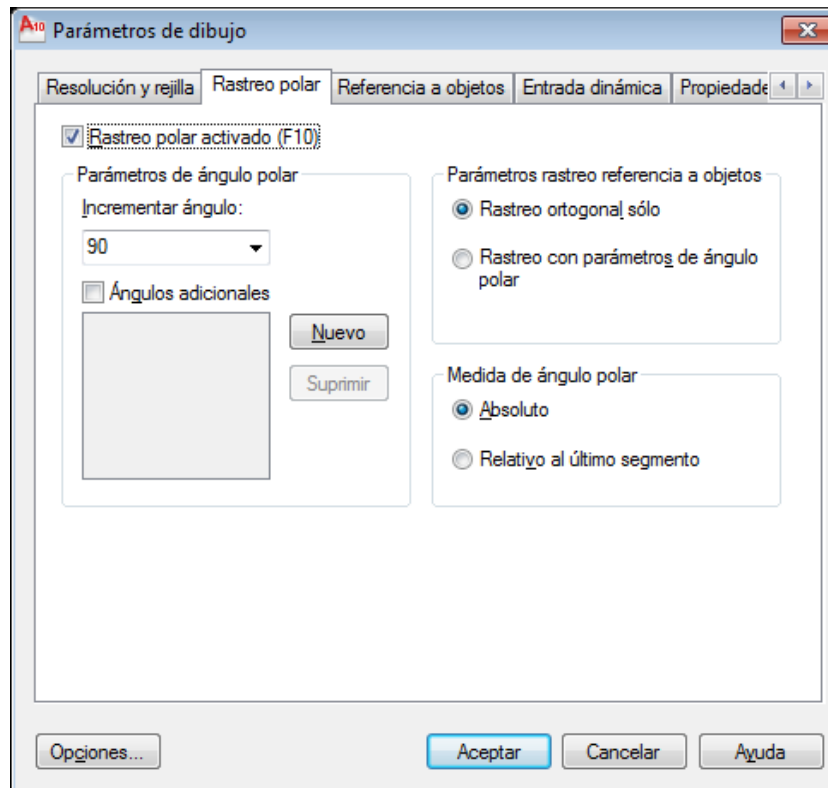 A10 Parámetros de dibujo
Resolución y rejilla Rastreo polar Referencia a objetos Entrada dinámica Propiedade
Rastreo polar activado (F10)
Parámetros de ángulo polar
Incrementar ángulo:
90
Ángulos adicionales
Nuevo
Suprimir
Parámetros rastreo referencia a objetos
Rastreo ortogonal sólo
Rastreo con parámetros de ángulo
polar
Medida de ángulo polar
Absoluto
Relativo al último segmento
Opciones... Aceptar Cancelar Ayuda